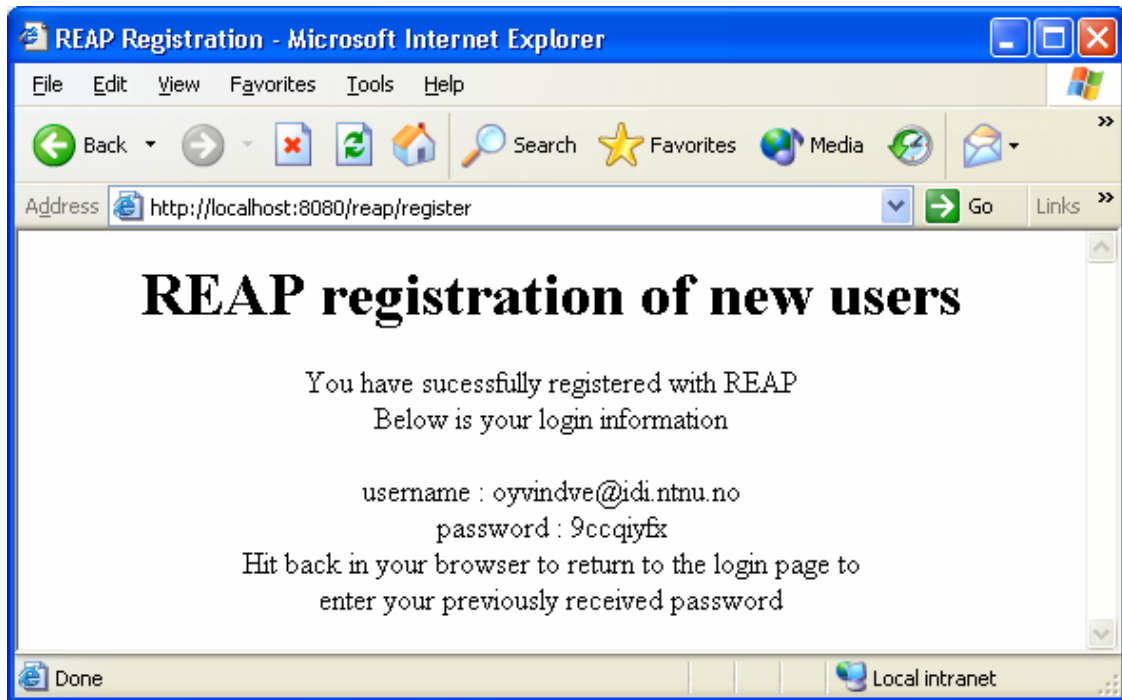 REAP Registration - Microsoft Internet Explorer
File Edit View Favorites Tools Help
Back Search Favorites Media »
Address http://localhost:8080/reap/register Go Links »
REAP registration of new users
You have sucessfully registered with REAP
Below is your login information
username : oyvindve@idi.ntnu.no
password : 9ccqiyfx
Hit back in your browser to return to the login page to
enter your previously received password
Done Local intranet